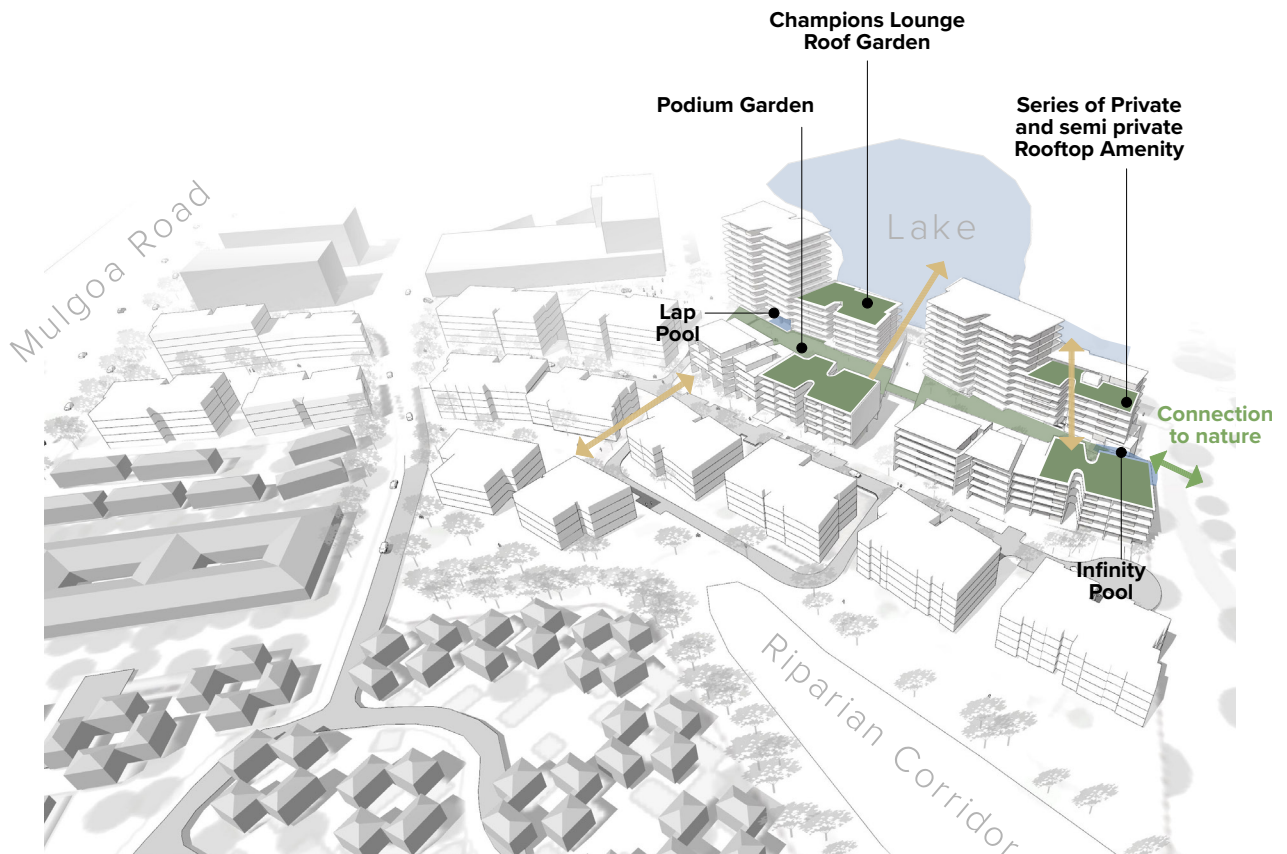 Champions Lounge
Roof Garden
Podium Garden
Series of Private
and semi private
Rooftop Amenity
Mulgoa Road
Lake
Lap
Pool
Connection
to nature
Infinity
Pool
Riparian Corridor